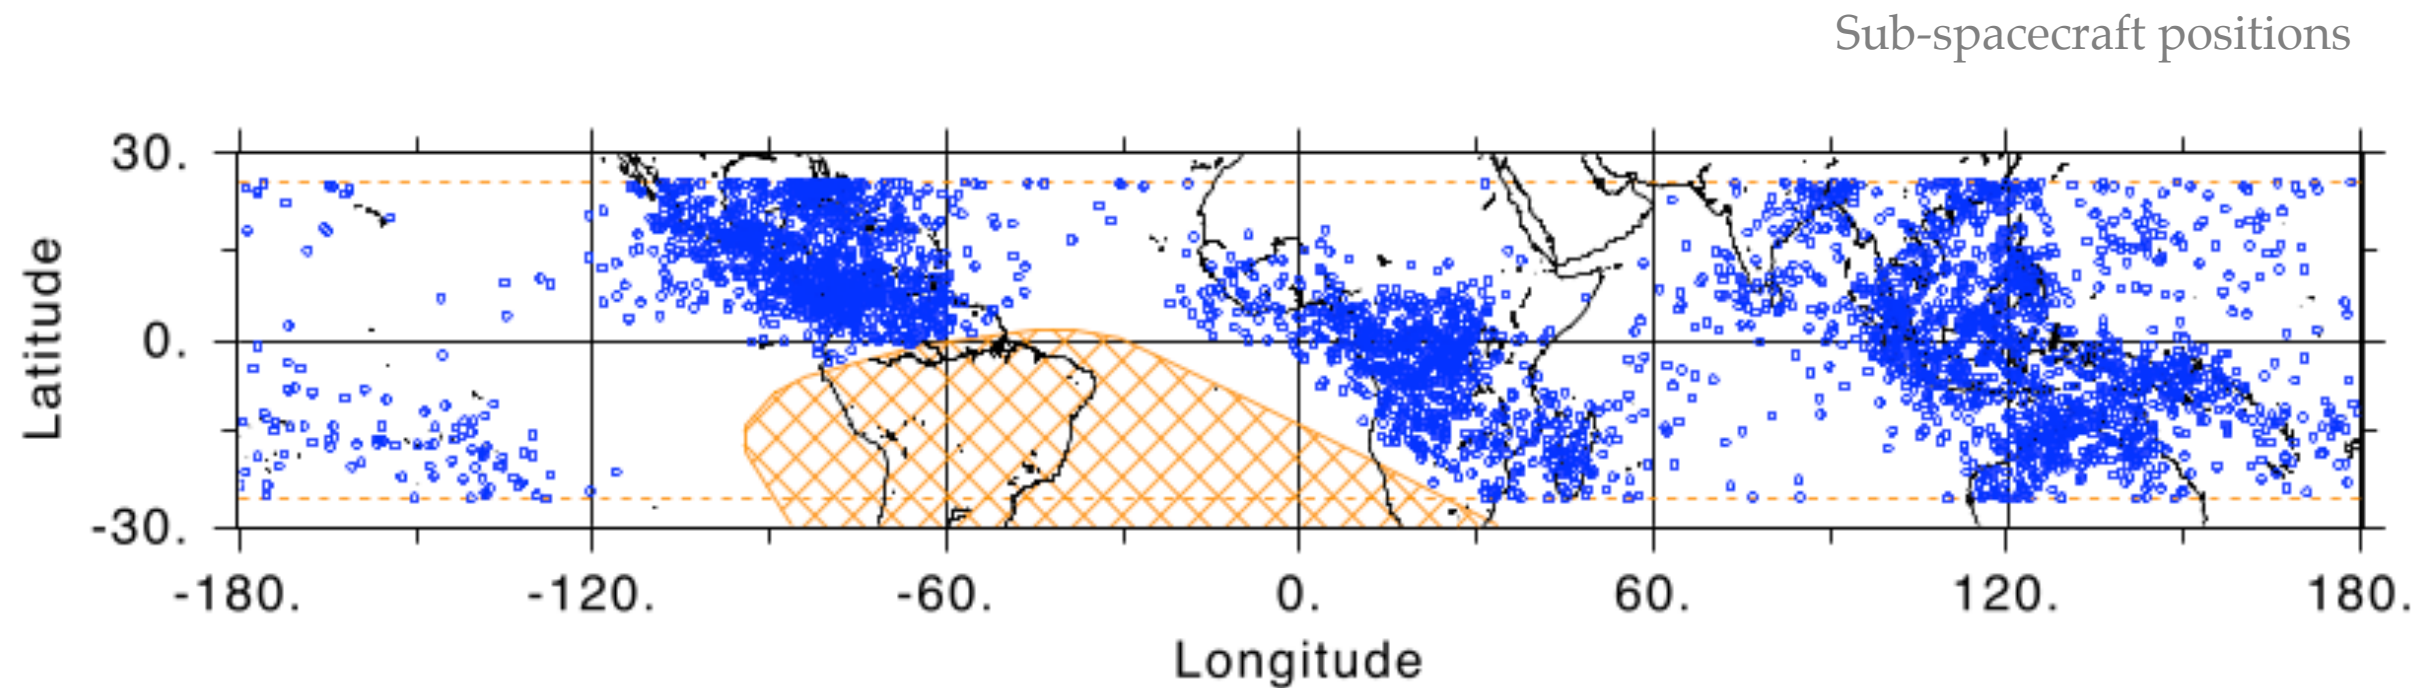 Sub-spacecraft positions
30.
0.
-30.
Latitude
-180. -120. -60. 0. 60. 120. 180.
Longitude